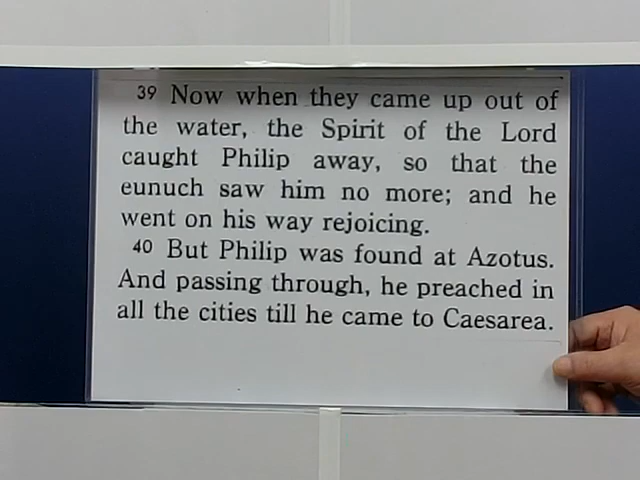 39 Now when they came up out of
the water, the Spirit of the Lord
caught Philip away, so that the
eunuch saw him no more; and he
went on his way rejoicing.
40 But Philip was found at Azotus.
And passing through, he preached in
all the cities till he came to Caesarea.